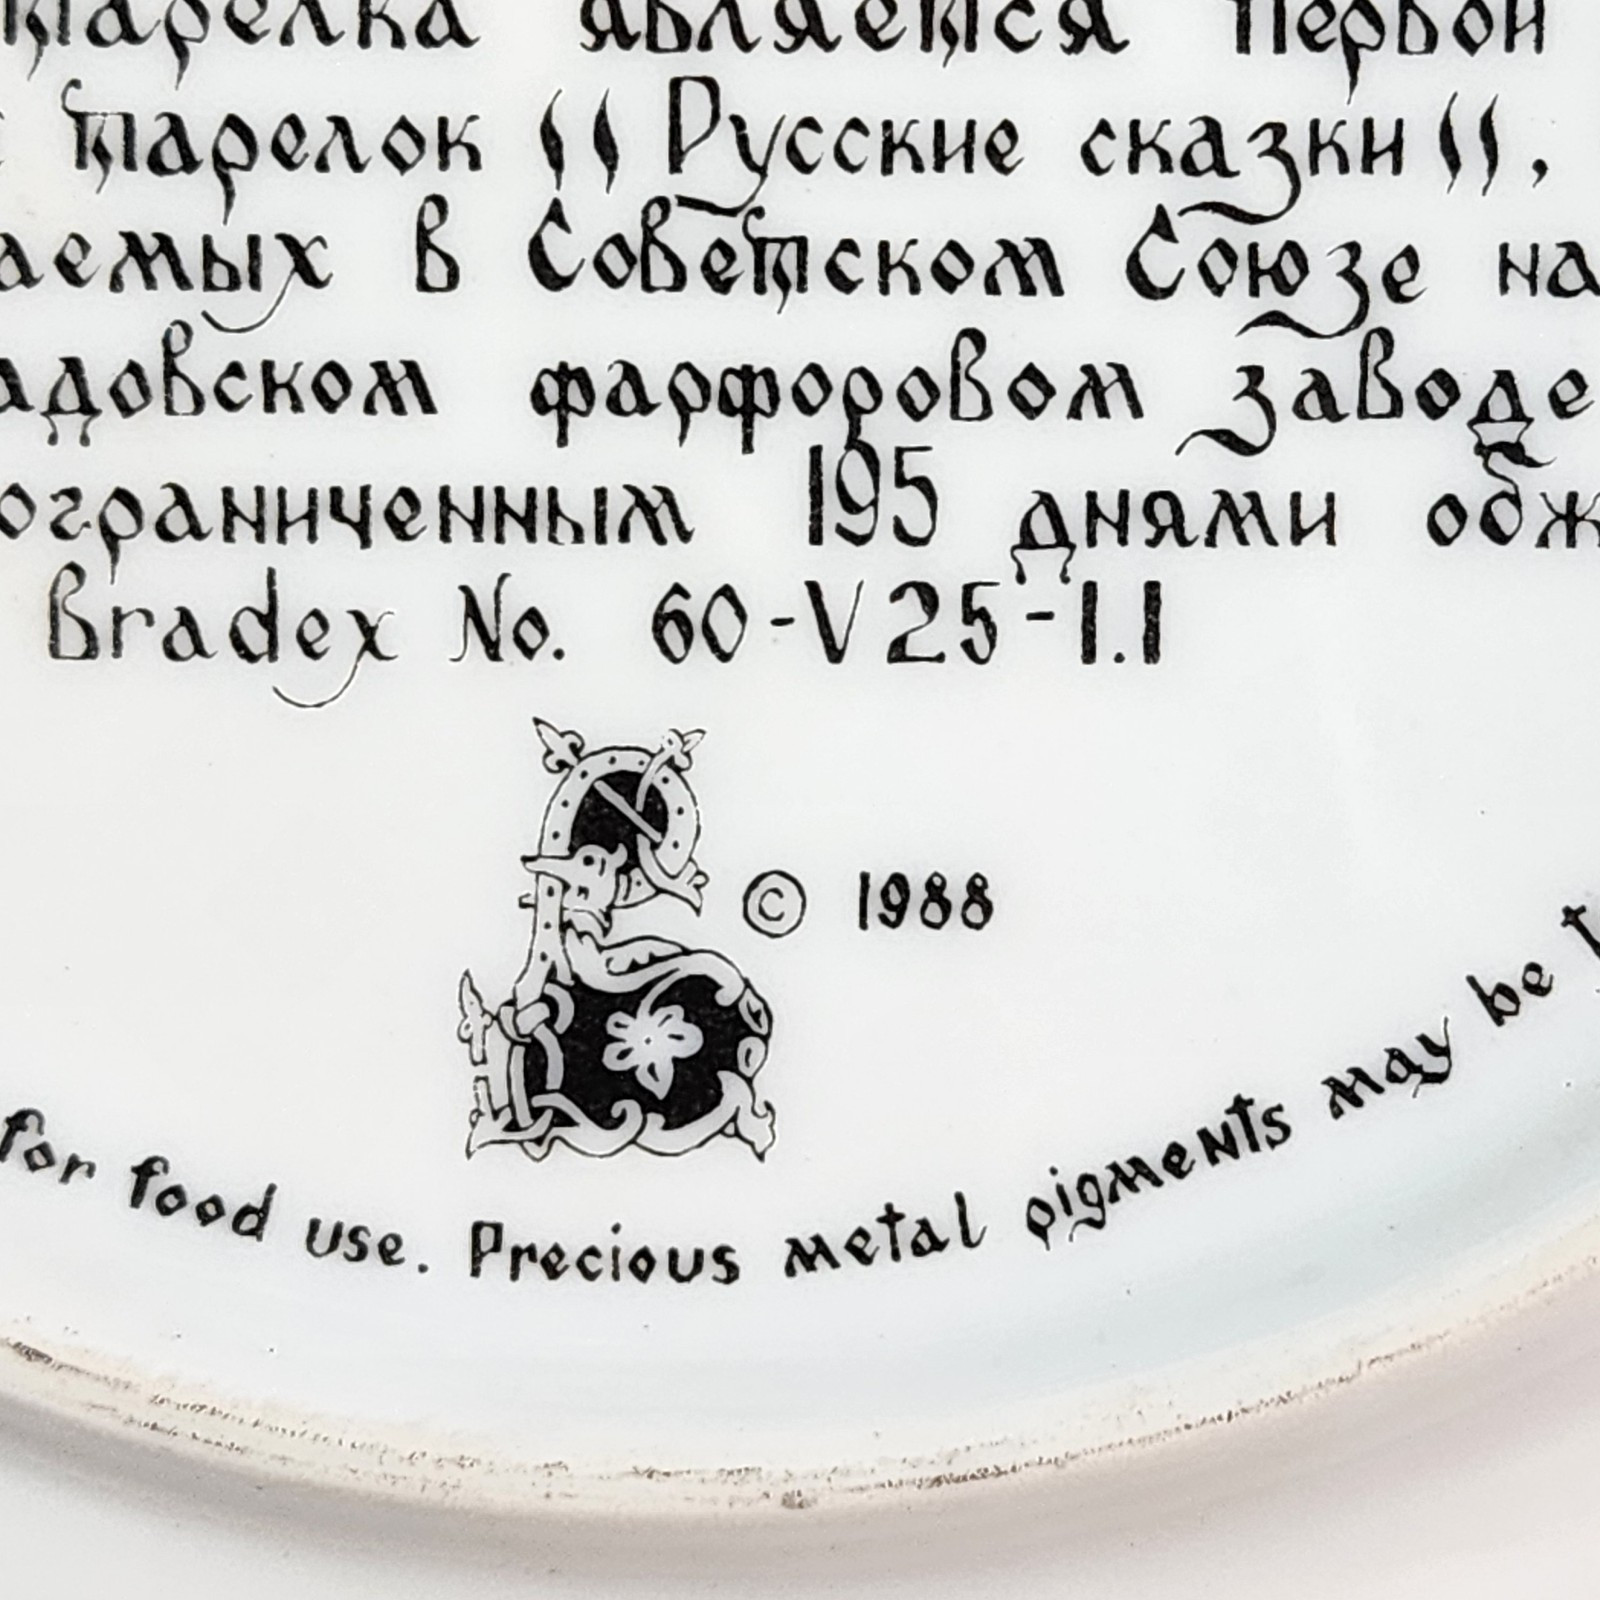 тарелка является первой
тарелок "Русские сказки",
аемых в Советском Союзе на
адовском фарфоровом заводе
ограниченным 195 днями обж
Bradex No. 60-V25-1.1
© 1988
for food use. Precious metal pigments may be